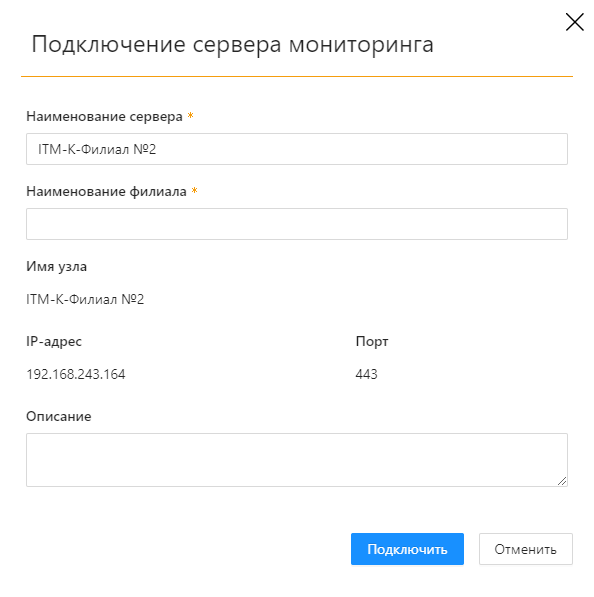 Подключение сервера мониторинга
Наименование сервера *
ITM-К-Филиал №2
Наименование филиала *
Имя узла
ITM-К-Филиал №2
IP-адрес Порт
192.168.243.164 443
Описание
Подключить Отменить